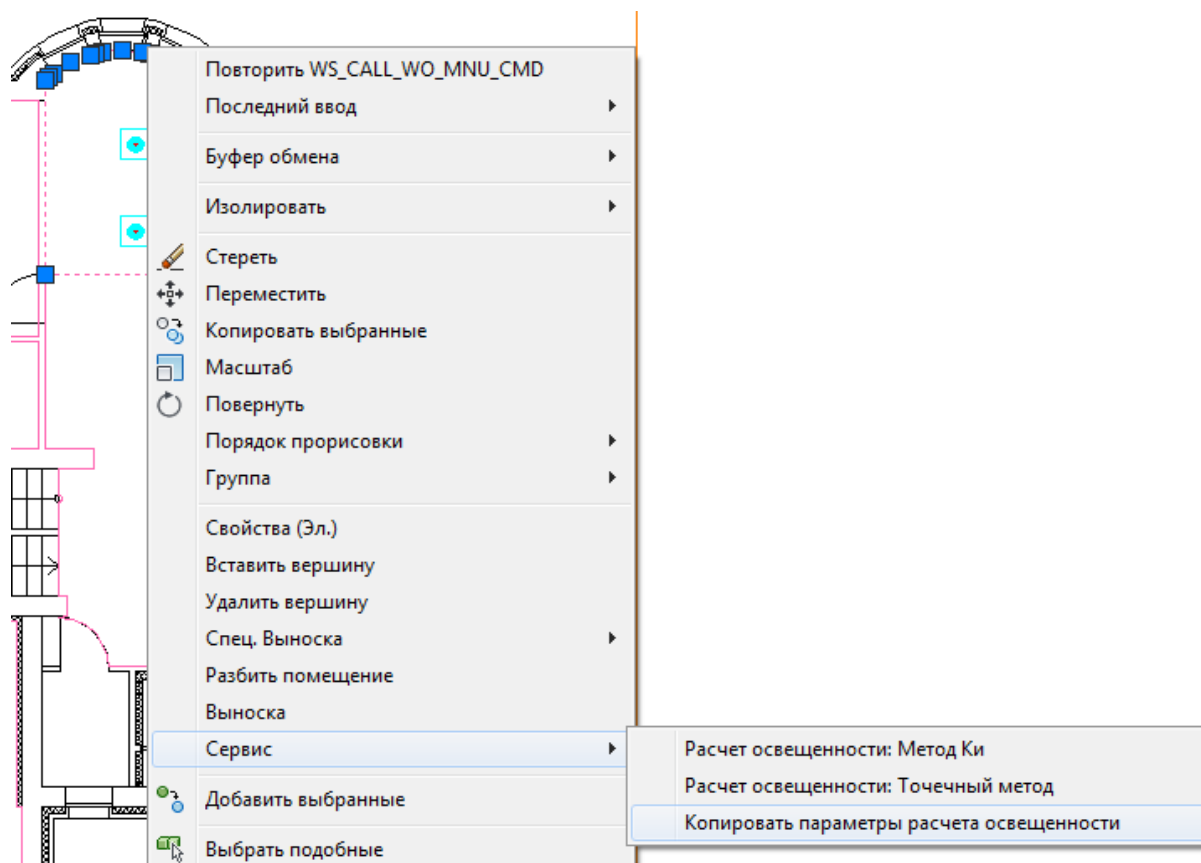 Повторить WS_CALL_WO_MNU_CMD
Последний ввод
Буфер обмена
Изолировать
Стереть
Переместить
Копировать выбранные
Масштаб
Повернуть
Порядок прорисовки
Группа
Свойства (Эл.)
Вставить вершину
Удалить вершину
Спец. Выноска
Разбить помещение
Выноска
Сервис
Расчет освещенности: Метод Ки
Расчет освещенности: Точечный метод
Копировать параметры расчета освещенности
Добавить выбранные
Выбрать подобные